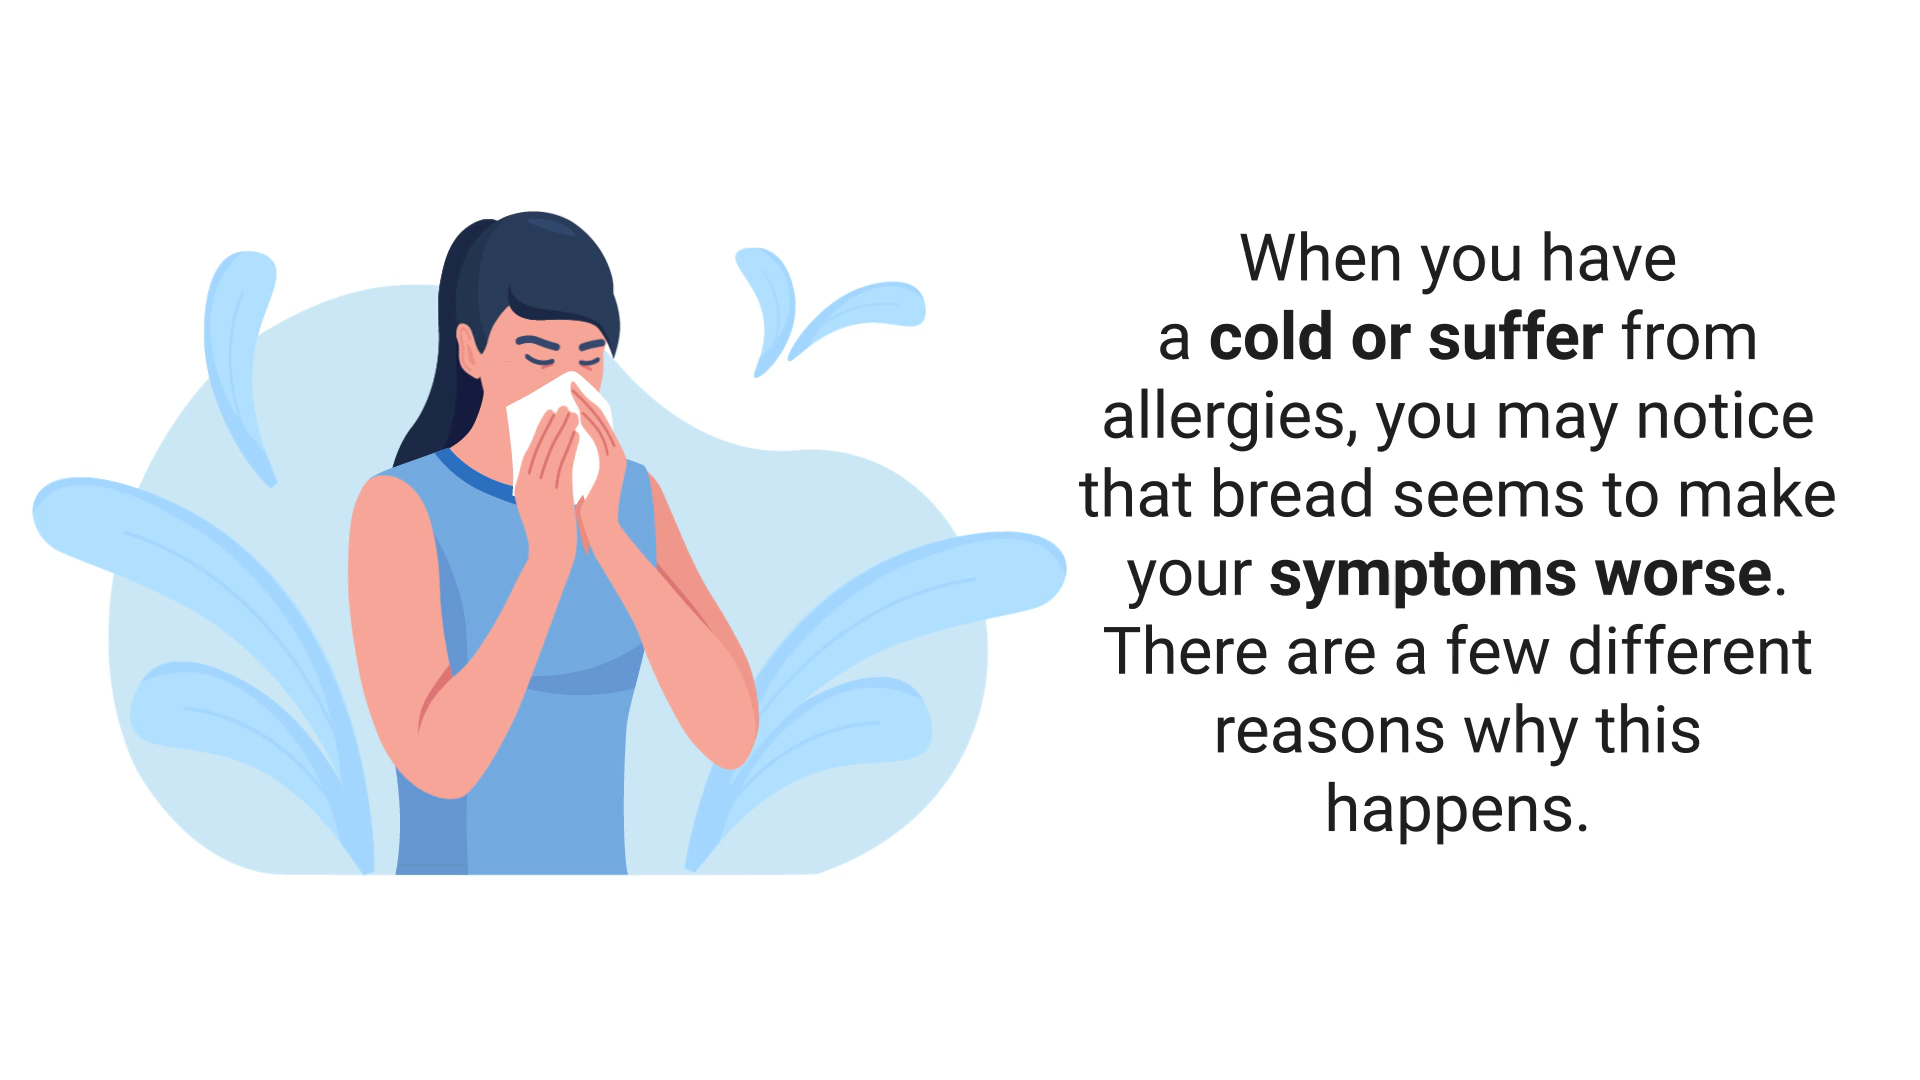 When you have
a cold or suffer from
allergies, you may notice
that bread seems to make
your symptoms worse.
There are a few different
reasons why this
happens.